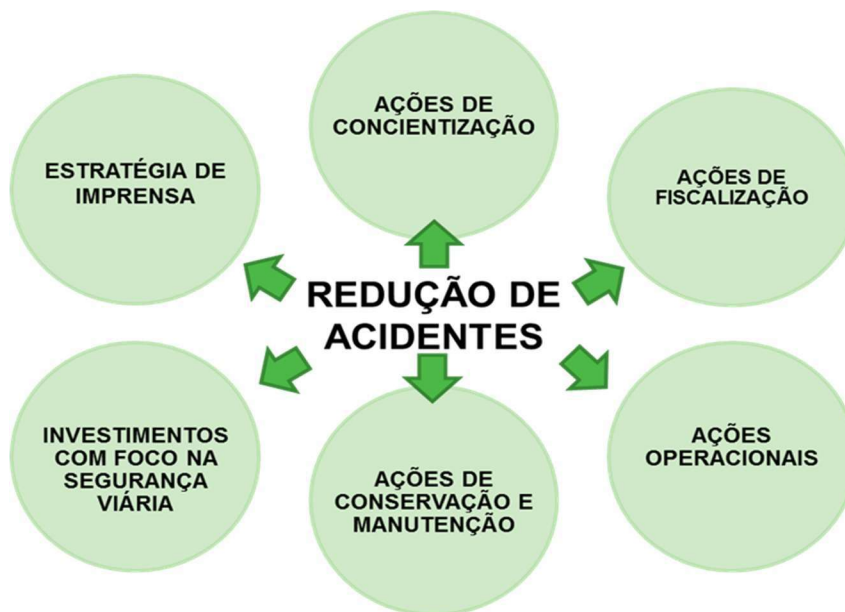 AÇÕES DE
CONCIENTIZAÇÃO
ESTRATÉGIA DE
IMPRENSA
AÇÕES DE
FISCALIZAÇÃO
REDUÇÃO DE
ACIDENTES
INVESTIMENTOS
COM FOCO NA
SEGURANÇA
VIÁRIA
AÇÕES DE
CONSERVAÇÃO E
MANUTENÇÃO
AÇÕES
OPERACIONAIS